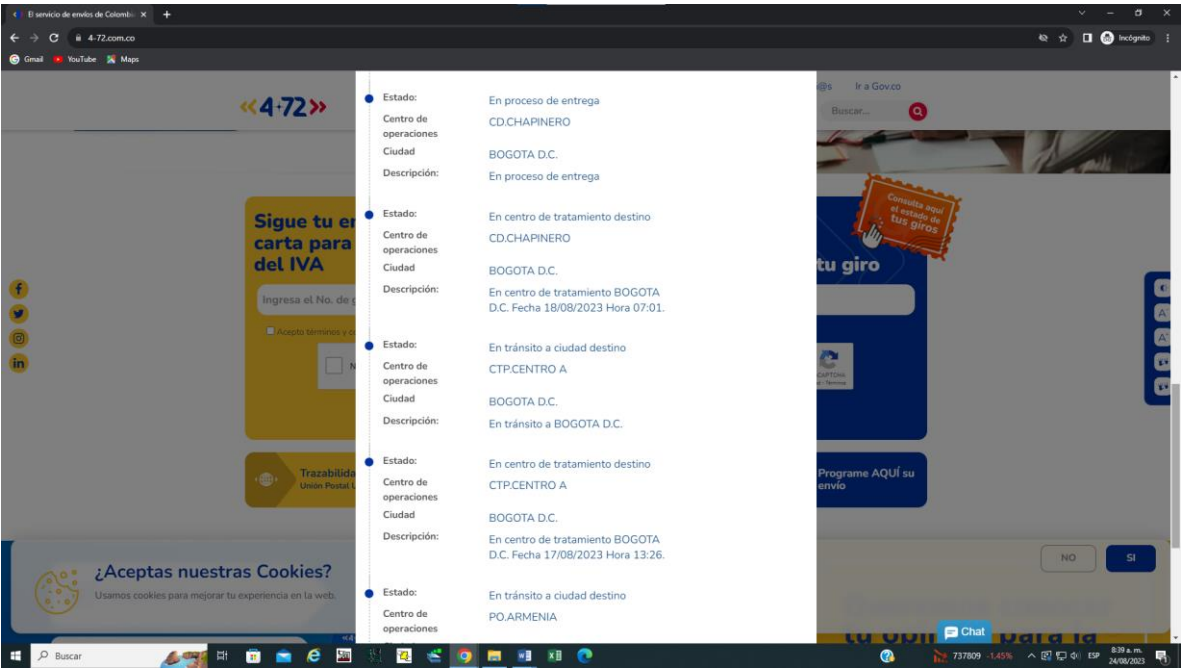 El servicio de envíos de Colombi
4-72.com.co
Incógnito
Gmail
YouTube
Maps
Ir a Gov.co
«4·72»
Buscar...
Estado:
En proceso de entrega
Centro de operaciones
CD.CHAPINERO
Ciudad
BOGOTA D.C.
Descripción:
En proceso de entrega
Estado:
En centro de tratamiento destino
Centro de operaciones
CD.CHAPINERO
Ciudad
BOGOTA D.C.
Descripción:
En centro de tratamiento BOGOTA
D.C. Fecha 18/08/2023 Hora 07:01.
Estado:
En tránsito a ciudad destino
Centro de operaciones
CTP.CENTRO A
Ciudad
BOGOTA D.C.
Descripción:
En tránsito a BOGOTA D.C.
Estado:
En centro de tratamiento destino
Centro de operaciones
CTP.CENTRO A
Ciudad
BOGOTA D.C.
Descripción:
En centro de tratamiento BOGOTA
D.C. Fecha 17/08/2023 Hora 13:26.
Estado:
En tránsito a ciudad destino
Centro de operaciones
PO.ARMENIA
Sigue tu
carta para
del IVA
Ingresa el No. de
Acepto términos y
Trazabilida
Unión Postal
Consulta aquí
el estado de
tus giros
tu giro
Programe AQUÍ su
envío
¿Aceptas nuestras Cookies?
Usamos cookies para mejorar tu experiencia en la web.
NO
SI
Chat
para la
Buscar
737809 -1.45%
ESP
8:39 a. m.
24/08/2023